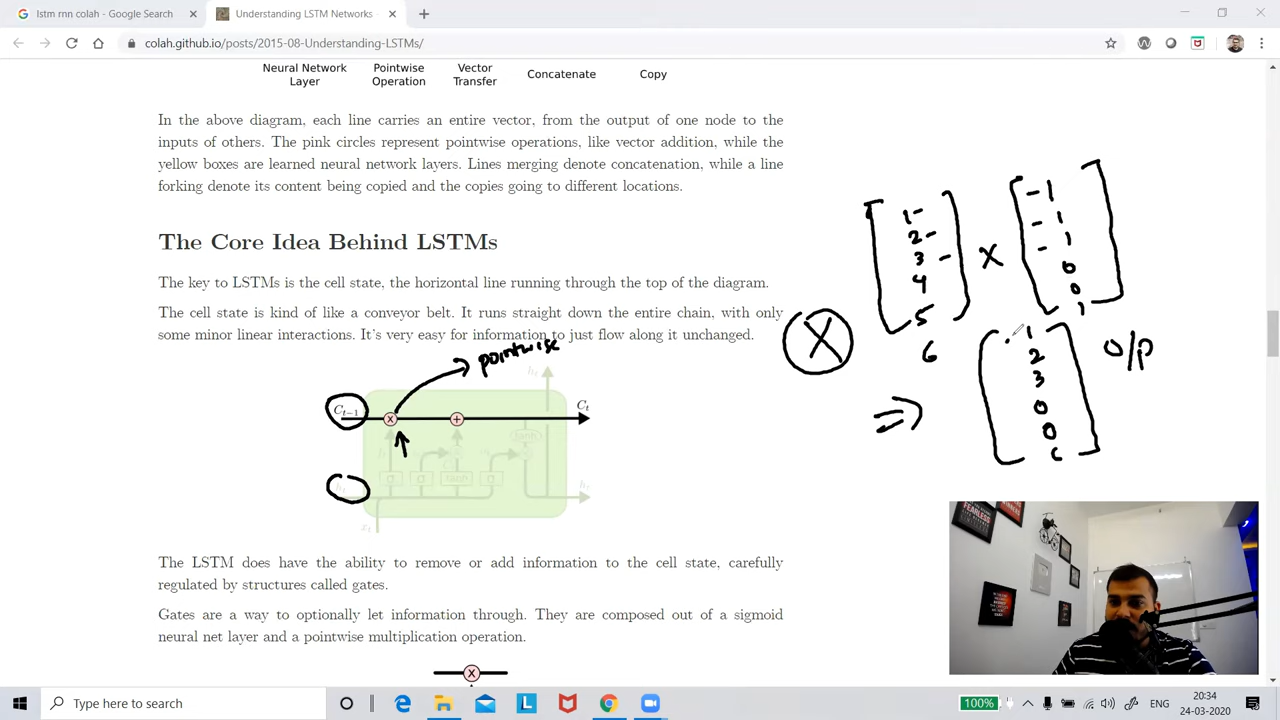 lstm rnn colah - Google Search
Understanding LSTM Networks
colah.github.io/posts/2015-08-Understanding-LSTMs/
Neural Network Layer
Pointwise Operation
Vector Transfer
Concatenate
Copy
In the above diagram, each line carries an entire vector, from the output of one node to the
inputs of others. The pink circles represent pointwise operations, like vector addition, while the
yellow boxes are learned neural network layers. Lines merging denote concatenation, while a line
forking denote its content being copied and the copies going to different locations.
The Core Idea Behind LSTMs
The key to LSTMs is the cell state, the horizontal line running through the top of the diagram.
The cell state is kind of like a conveyor belt. It runs straight down the entire chain, with only
some minor linear interactions. It's very easy for information to just flow along it unchanged.
pointwise
Ct-1
x
+
Ct
ht
tanh
σ
σ
tanh
σ
ht
xt
1 -
2 -
3 -
4
5
6
X
- 1
- 1
- 1
0
0
1
X
⇒
1
2
3
0
0
6
O/P
The LSTM does have the ability to remove or add information to the cell state, carefully
regulated by structures called gates.
Gates are a way to optionally let information through. They are composed out of a sigmoid
neural net layer and a pointwise multiplication operation.
x
FEARLESS
Type here to search
100%
ENG
20:34
24-03-2020